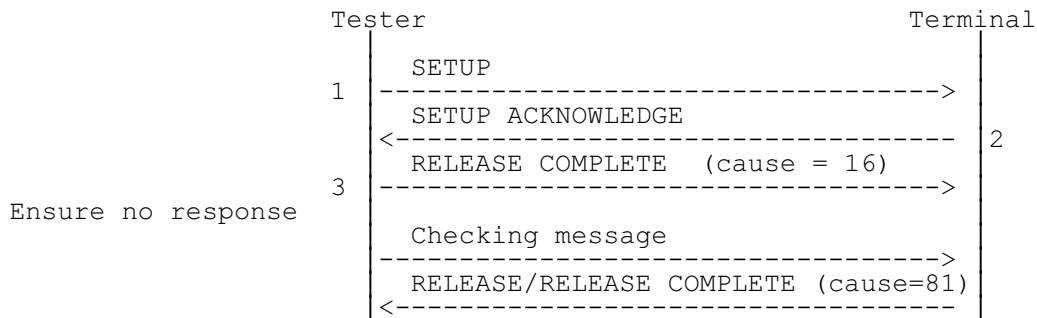 Tester Terminal
SETUP
1
SETUP ACKNOWLEDGE
2
RELEASE COMPLETE (cause = 16)
3
Ensure no response
Checking message
RELEASE/RELEASE COMPLETE (cause=81)